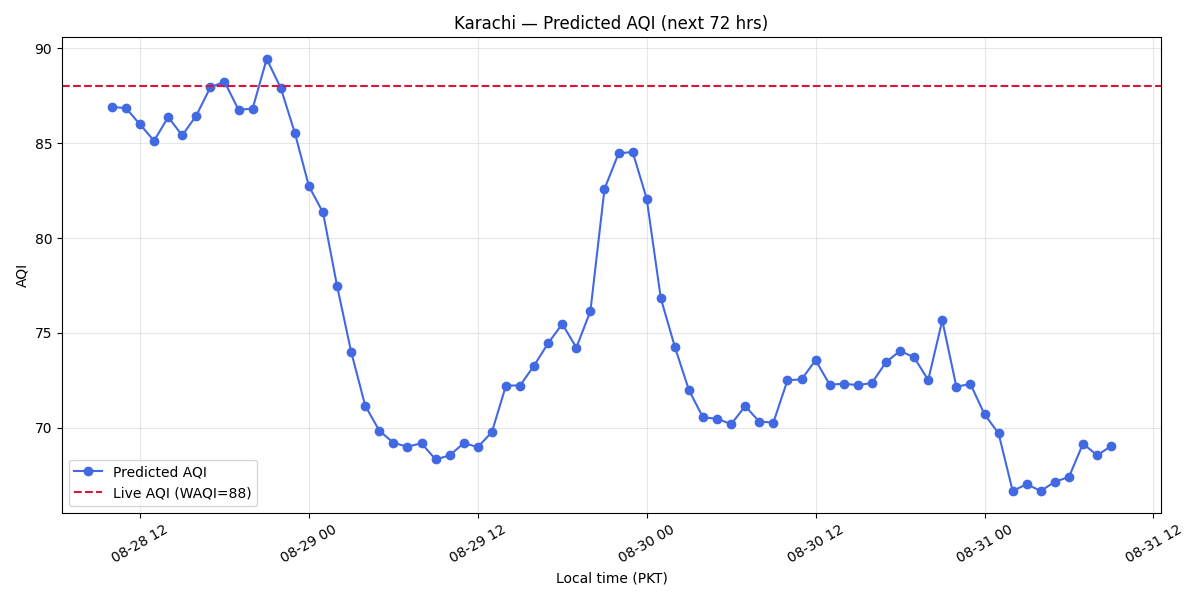 Karachi — Predicted AQI (next 72 hrs)
90
85
80
75
70
AQI
Predicted AQI
Live AQI (WAQI=88)
08-28 12
08-29 00
08-29 12
08-30 00
08-30 12
08-31 00
08-31 12
Local time (PKT)